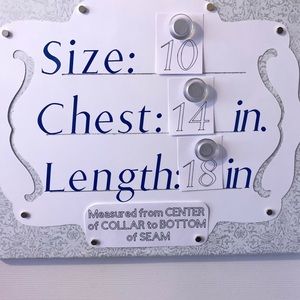 Size: 10
Chest: 14 in.
Length: 18 in
Measured from CENTER
of COLLAR to BOTTOM
of SEAM